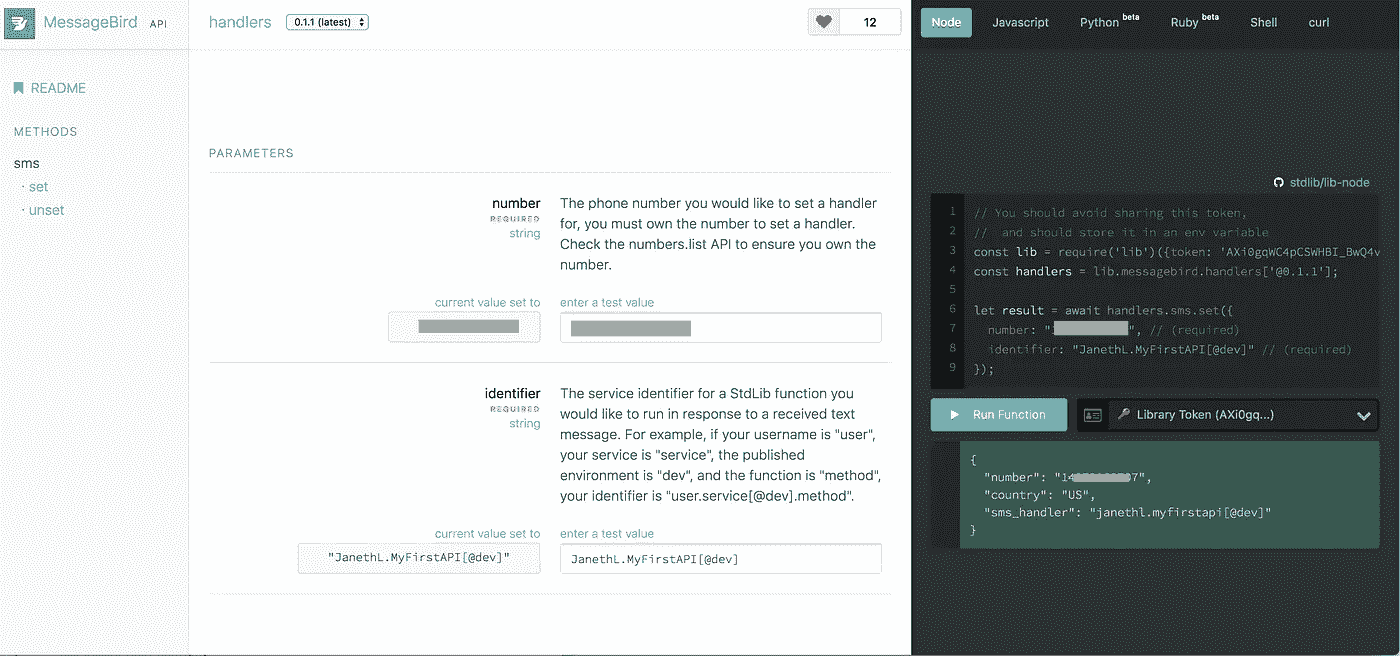 MessageBird API
README
METHODS
sms
· set
· unset
handlers
0.1.1 (latest)
12
PARAMETERS
number
REQUIRED
string
The phone number you would like to set a handler
for, you must own the number to set a handler.
Check the numbers.list API to ensure you own the
number.
current value set to
enter a test value
identifier
REQUIRED
string
The service identifier for a StdLib function you
would like to run in response to a received text
message. For example, if your username is "user",
your service is "service", the published
environment is "dev", and the function is "method",
your identifier is "user.service[@dev].method".
current value set to
enter a test value
"JanethL.MyFirstAPI[@dev]"
JanethL.MyFirstAPI[@dev]
Node
Javascript
Python beta
Ruby beta
Shell
curl
stdlib/lib-node
1 // You should avoid sharing this token,
2 //  and should store it in an env variable
3 const lib = require('lib')({token: 'AXi0gqWC4pCSWHBI_BwQ4v
4 const handlers = lib.messagebird.handlers['@0.1.1'];
5
6 let result = await handlers.sms.set({
7 number: " ", // (required)
8 identifier: "JanethL.MyFirstAPI[@dev]" // (required)
9 });
Run Function
Library Token (AXi0gq...)
{
"number": "14 7",
"country": "US",
"sms_handler": "janethl.myfirstapi[@dev]"
}